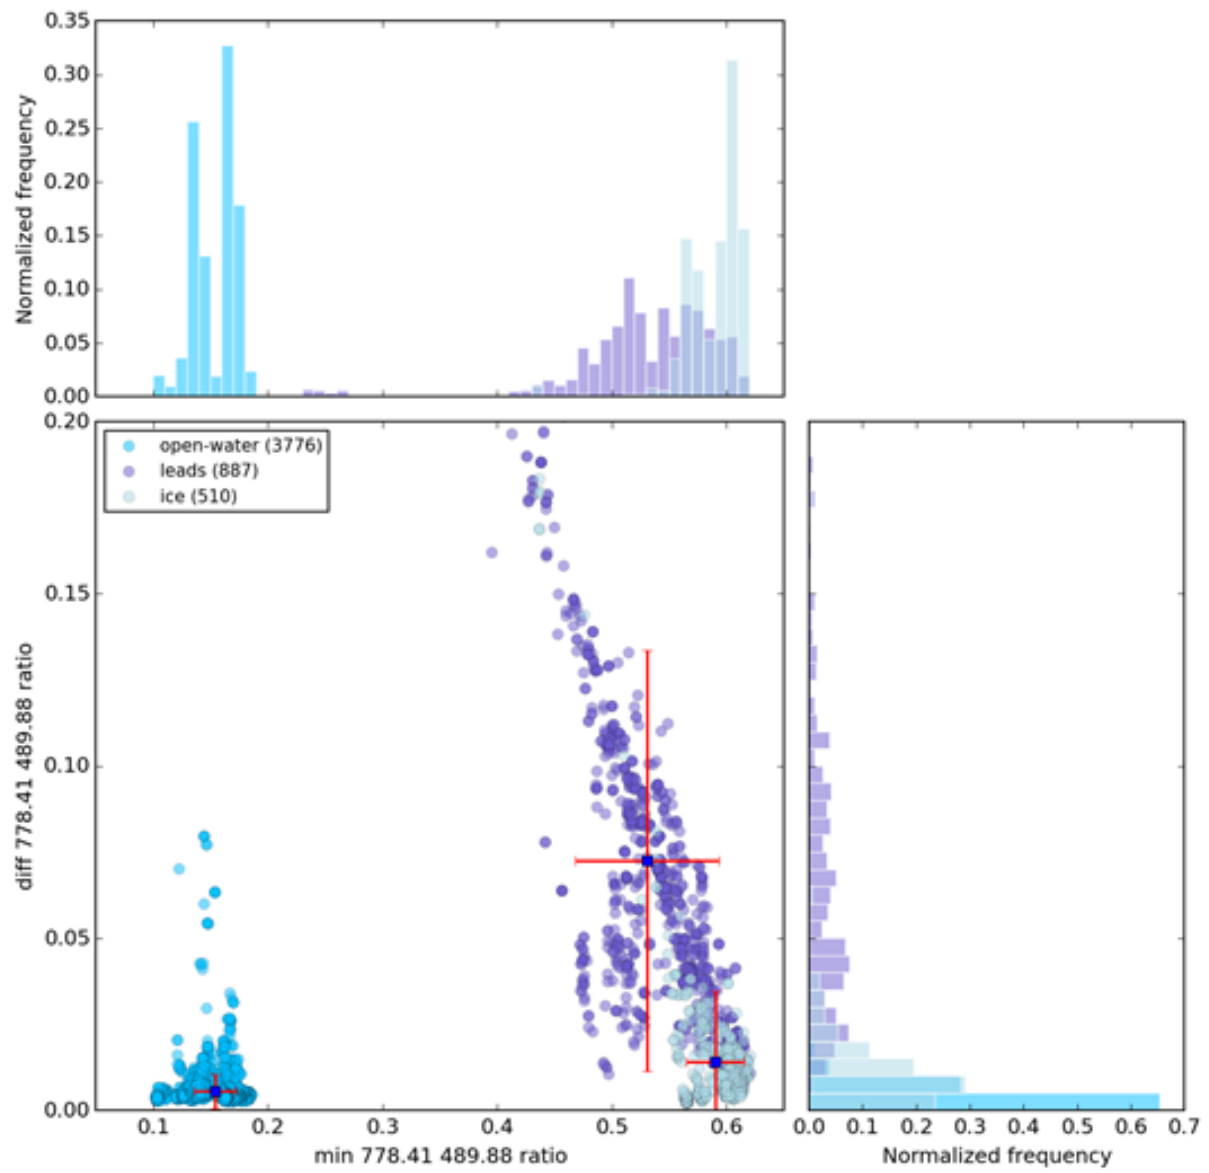 0.35
0.30
0.25
0.20
0.15
0.10
0.05
0.00
Normalized frequency
0.20
0.15
0.10
0.05
0.00
diff 778.41 489.88 ratio
open-water (3776)
leads (887)
ice (510)
0.1 0.2 0.3 0.4 0.5 0.6
min 778.41 489.88 ratio
0.0 0.1 0.2 0.3 0.4 0.5 0.6 0.7
Normalized frequency